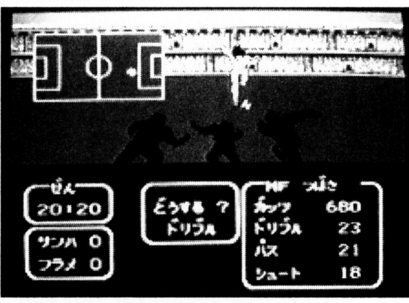 ぜん
20:20
サンパ 0
フラメ 0
どうする ?
ドリブル
MF つばさ
ガッツ 680
ドリブル 23
パス 21
シュート 18